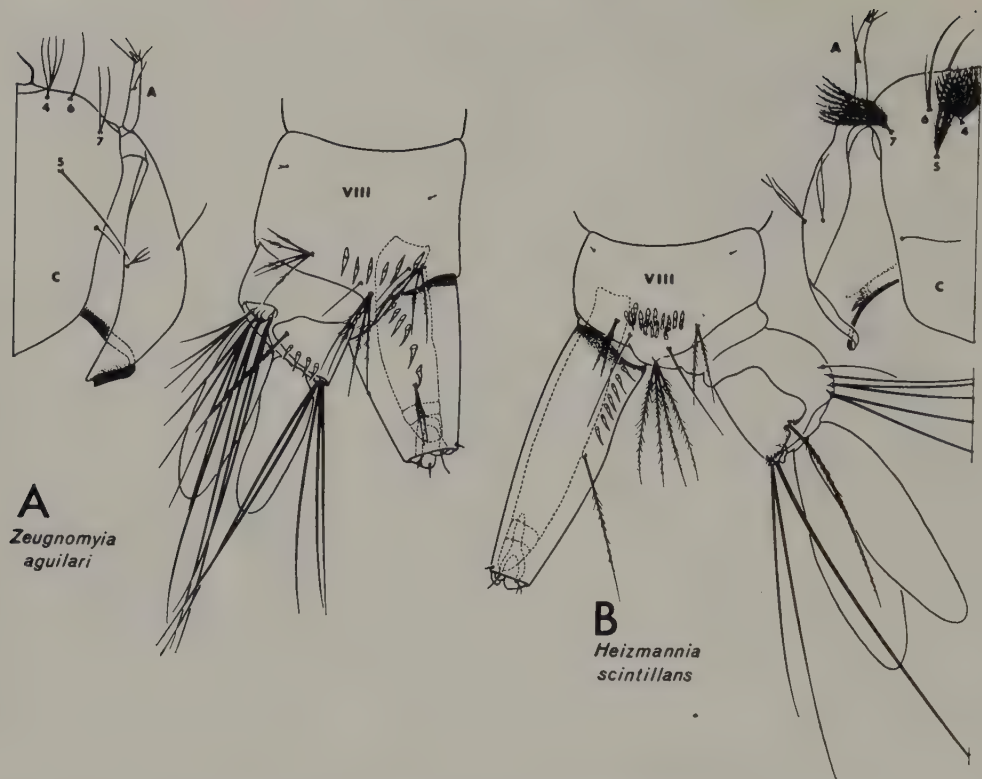 4 6 A
7
5
C
VIII
A
Zeugnomyia
aguilari
A
7 6 4
5
C
VIII
B
Heizmannia
scintillans